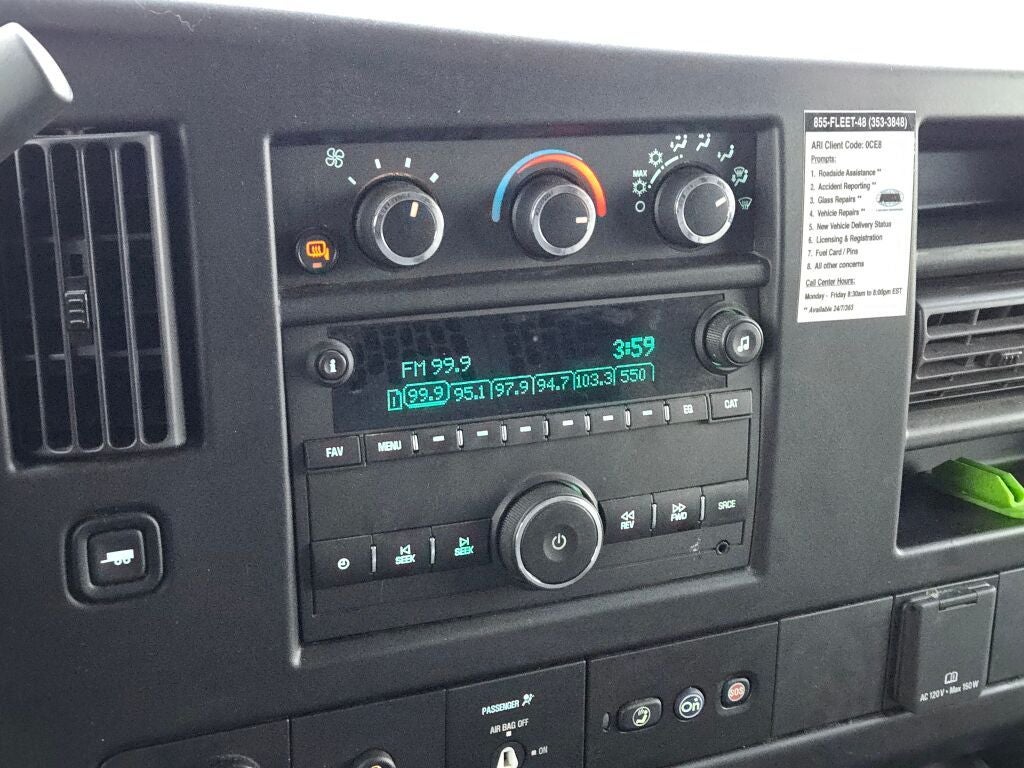 855-FLEET-48 (353-3848)
ARI Client Code: 0CE8
Prompts:
1. Roadside Assistance **
2. Accident Reporting **
3. Glass Repairs **
4. Vehicle Repairs **
5. New Vehicle Delivery Status
6. Licensing & Registration
7. Fuel Card / Pins
8. All other concerns
Call Center Hours:
Monday - Friday 8:30am to 8:00pm EST
** Available 24/7/365
MAX
i
FM 99.9
3:59
1 99.9 95.1 97.9 94.7 103.3 550
FAV
MENU
EQ
CAT
SEEK
SEEK
REV
FWD
SRCE
PASSENGER
AIR BAG OFF
ON
On
SOS
AC 120 V • Max 150 W